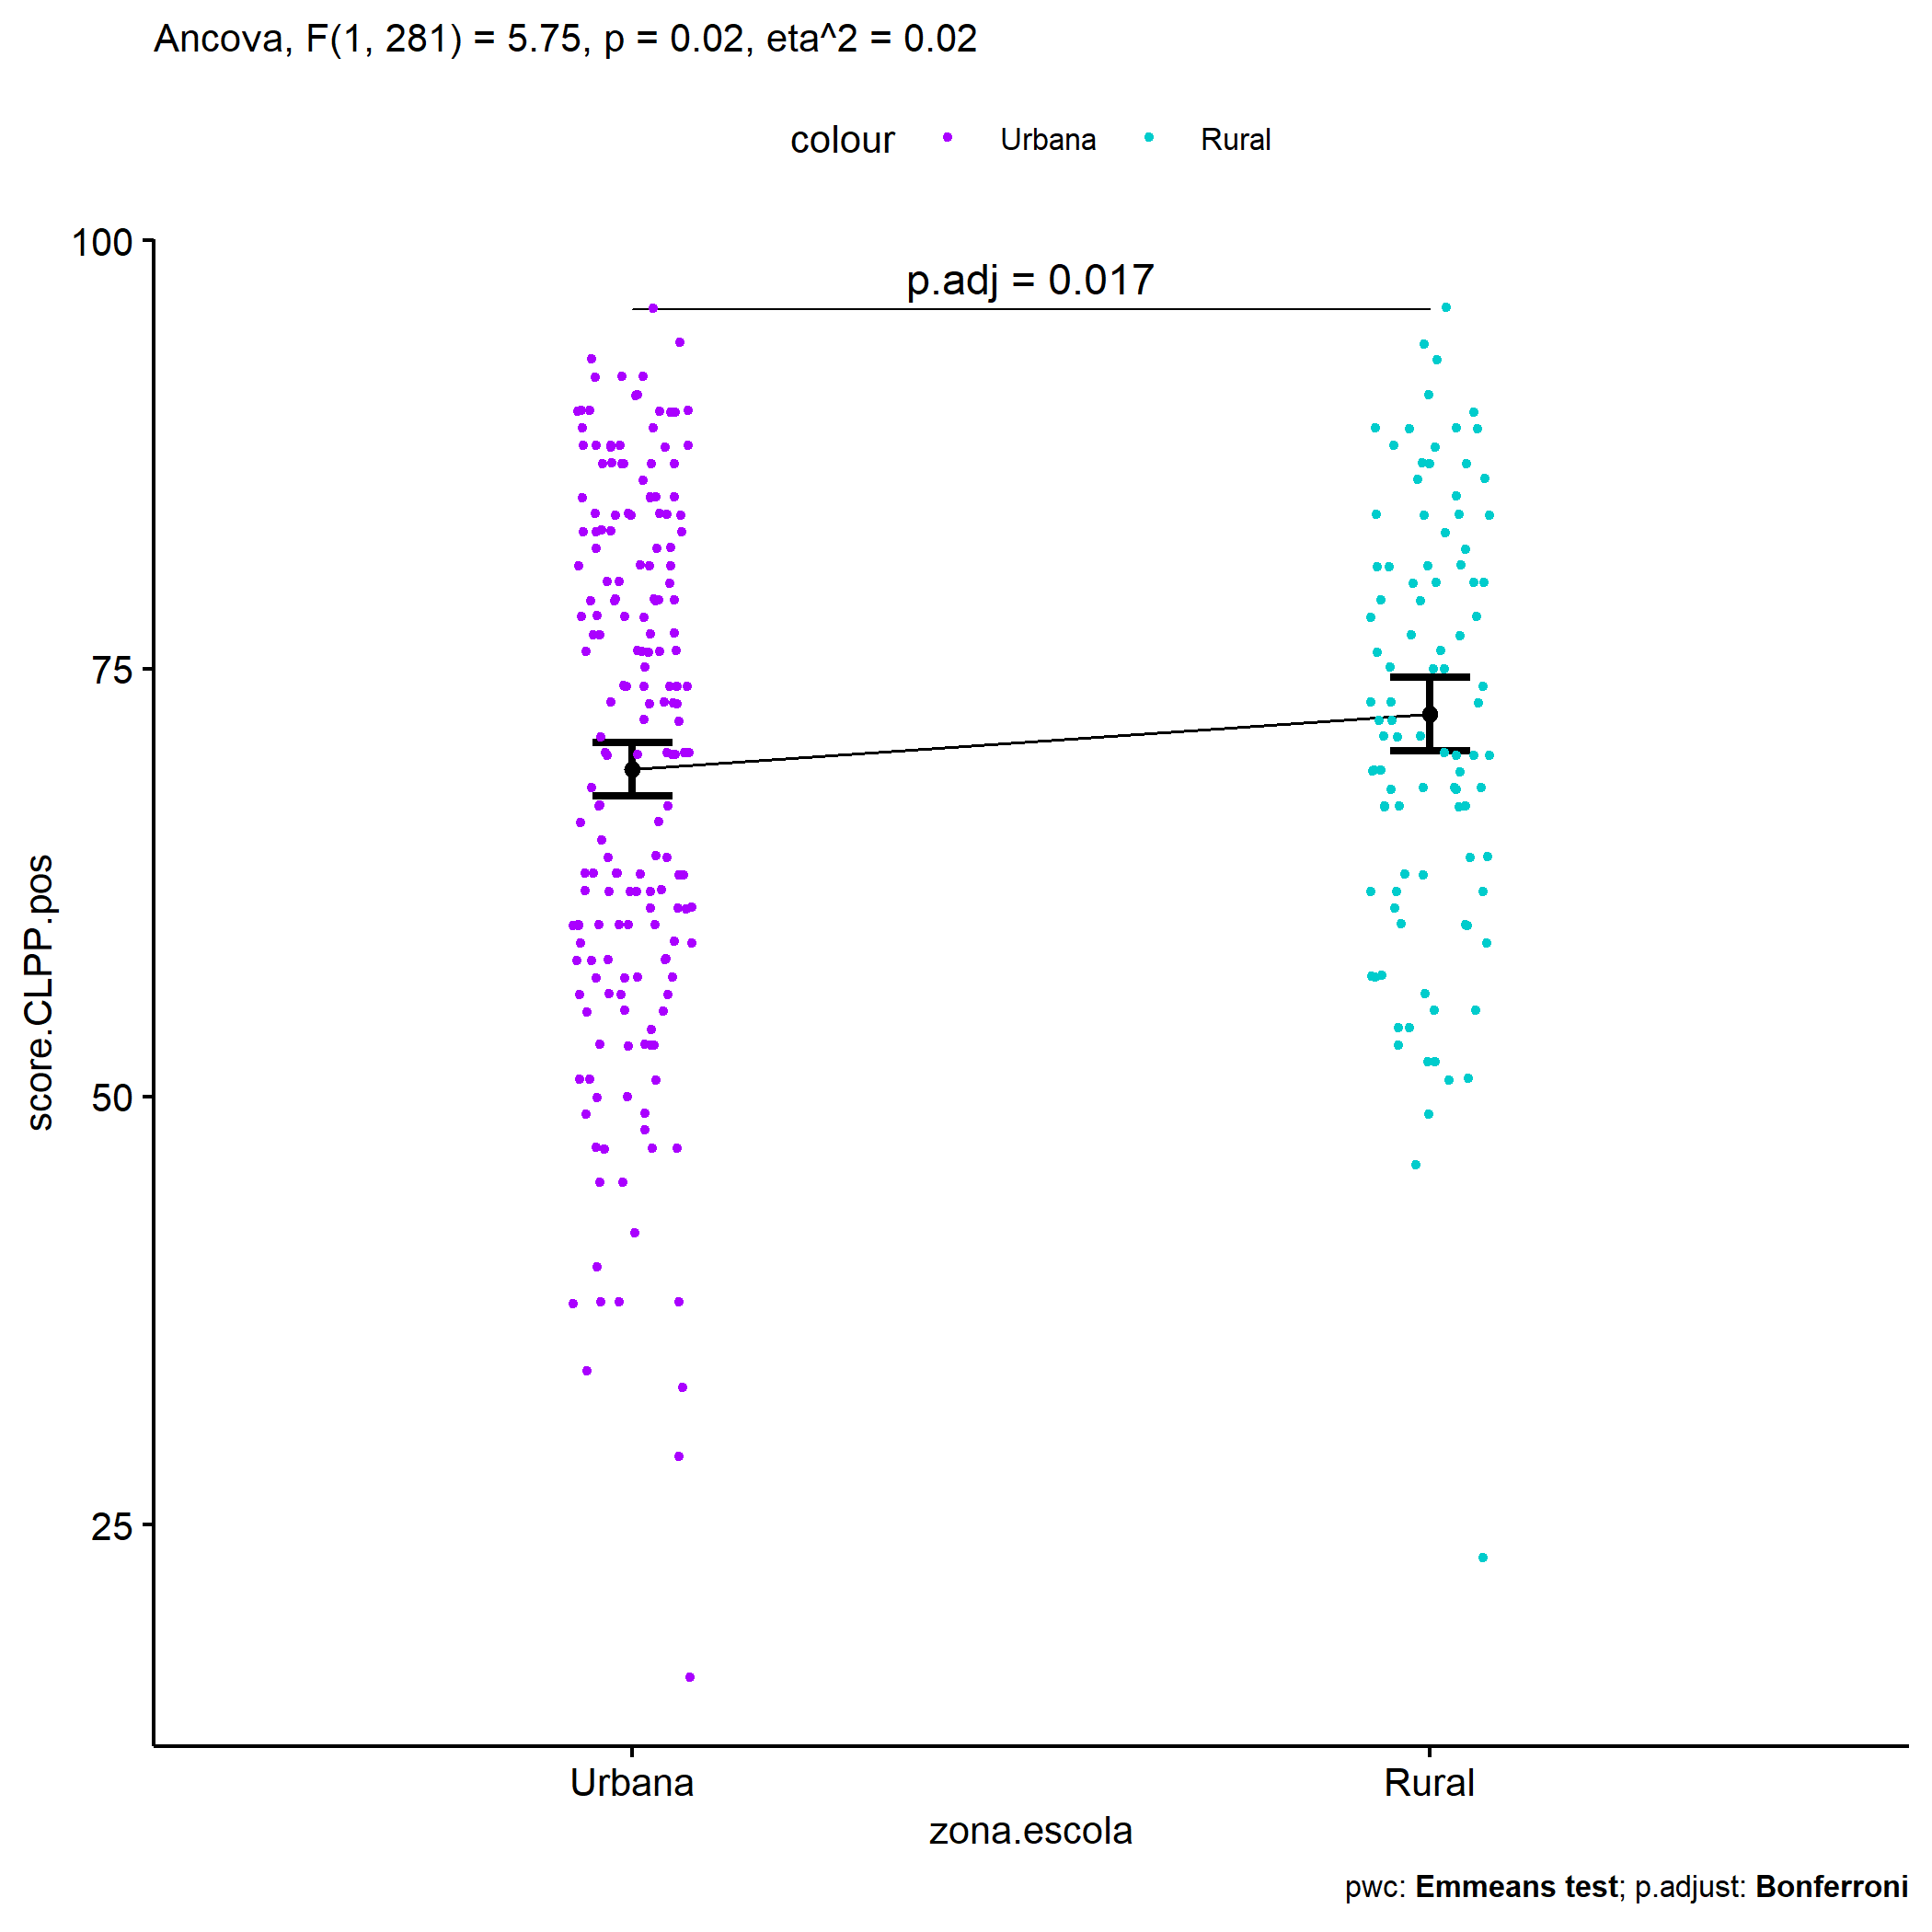 Ancova, F(1, 281) = 5.75, p = 0.02, eta^2 = 0.02
colour Urbana Rural
100
p.adj = 0.017
75
score.CLPP.pos
50
25
Urbana Rural
zona.escola
pwc: Emmeans test; p.adjust: Bonferroni